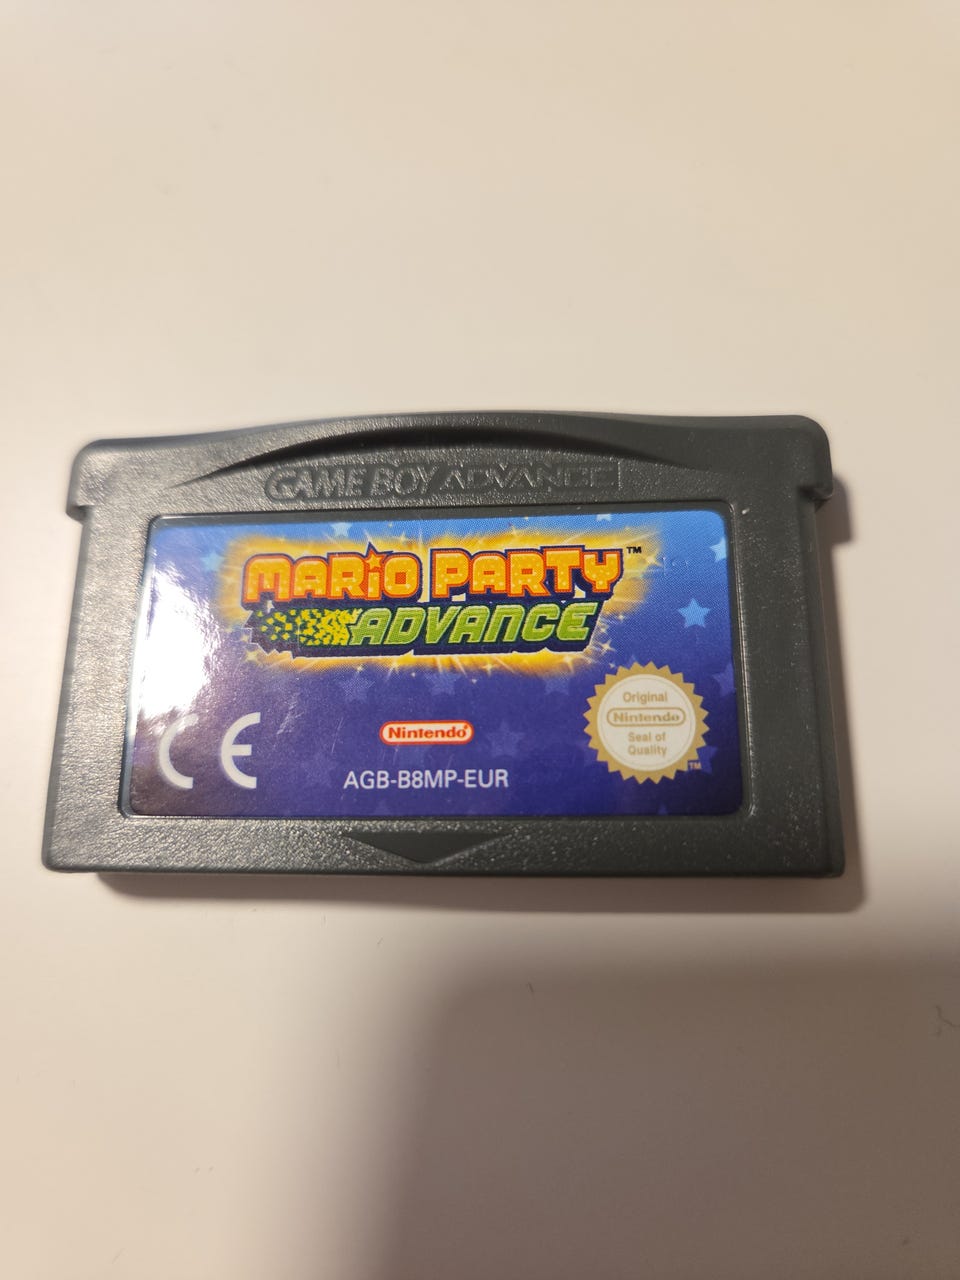 GAME BOY ADVANCE
MARIO PARTY™
ADVANCE
CE
Nintendo®
AGB-B8MP-EUR
Original
Nintendo
Seal of
Quality
TM